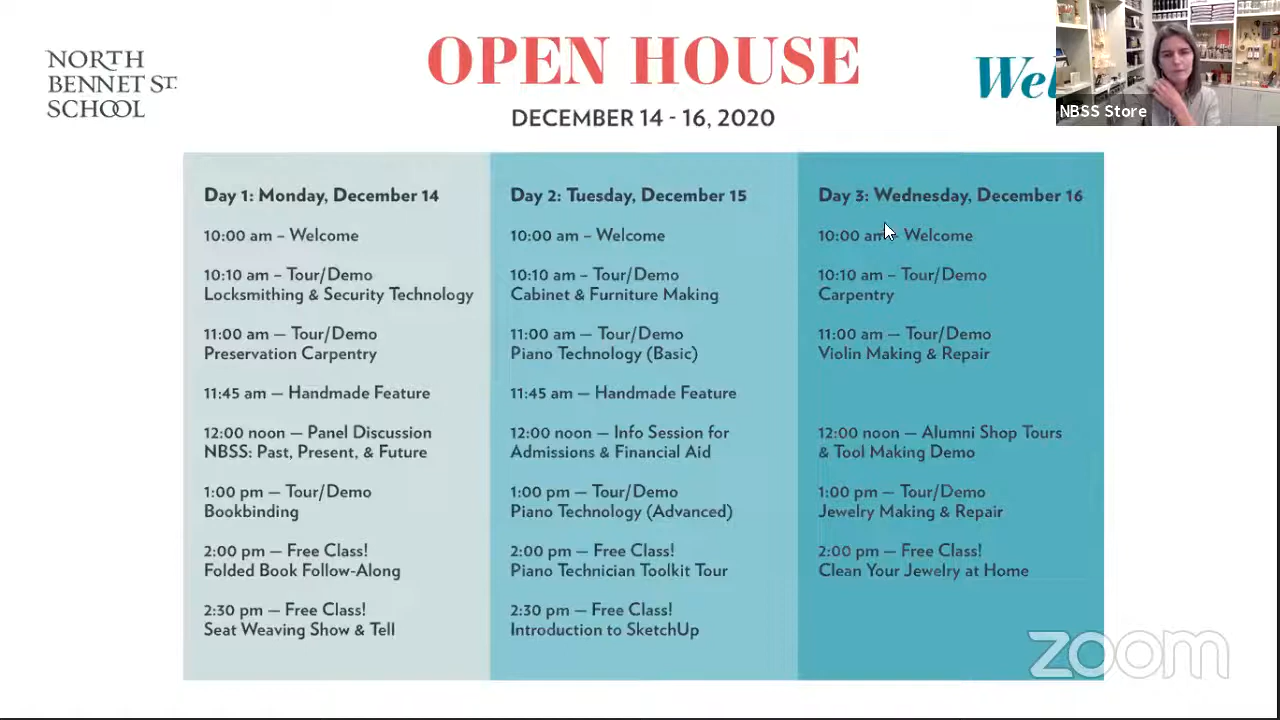 NORTH
BENNET ST.
SCHOOL
OPEN HOUSE
DECEMBER 14 - 16, 2020
NBSS Store
Day 1: Monday, December 14
10:00 am – Welcome
10:10 am – Tour/Demo
Locksmithing & Security Technology
11:00 am — Tour/Demo
Preservation Carpentry
11:45 am — Handmade Feature
12:00 noon — Panel Discussion
NBSS: Past, Present, & Future
1:00 pm — Tour/Demo
Bookbinding
2:00 pm — Free Class!
Folded Book Follow-Along
2:30 pm — Free Class!
Seat Weaving Show & Tell
Day 2: Tuesday, December 15
10:00 am – Welcome
10:10 am – Tour/Demo
Cabinet & Furniture Making
11:00 am — Tour/Demo
Piano Technology (Basic)
11:45 am — Handmade Feature
12:00 noon — Info Session for
Admissions & Financial Aid
1:00 pm — Tour/Demo
Piano Technology (Advanced)
2:00 pm — Free Class!
Piano Technician Toolkit Tour
2:30 pm — Free Class!
Introduction to SketchUp
Day 3: Wednesday, December 16
10:00 am – Welcome
10:10 am – Tour/Demo
Carpentry
11:00 am — Tour/Demo
Violin Making & Repair
12:00 noon — Alumni Shop Tours
& Tool Making Demo
1:00 pm — Tour/Demo
Jewelry Making & Repair
2:00 pm — Free Class!
Clean Your Jewelry at Home
zoom